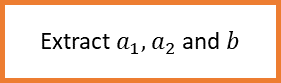 Extract a₁, a₂ and b